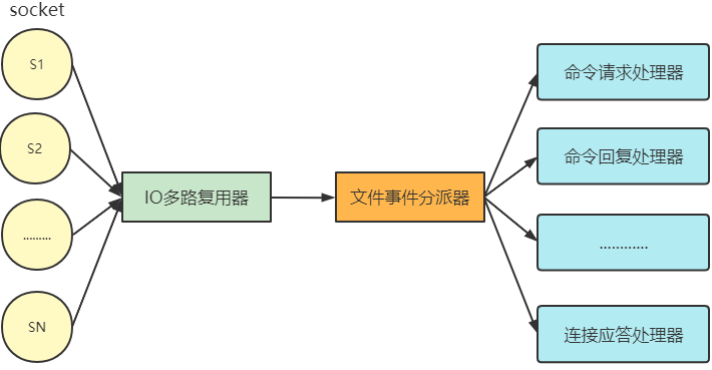 socket
S1
S2
.........
SN
IO多路复用器
文件事件分派器
命令请求处理器
命令回复处理器
............
连接应答处理器